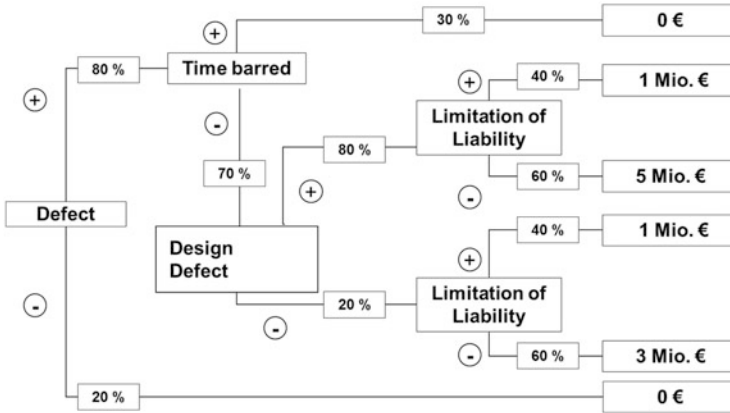 +
30 %
0 €
80 %
Time barred
+
+
40 %
1 Mio. €
-
Limitation of
Liability
80 %
70 %
+
60 %
5 Mio. €
-
Defect
Design
Defect
40 %
1 Mio. €
+
-
20 %
Limitation of
Liability
-
-
60 %
3 Mio. €
20 %
0 €